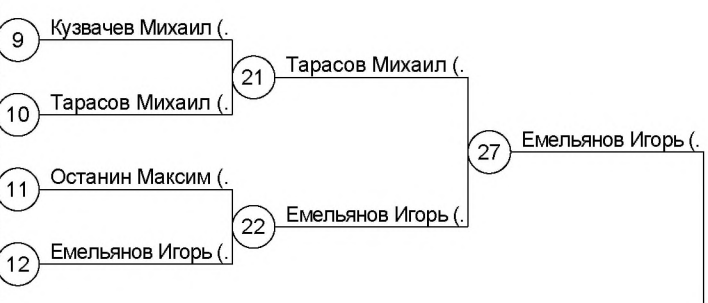 9 Кузвачев Михаил (.
21 Тарасов Михаил (.
10 Тарасов Михаил (.
27 Емельянов Игорь (.
11 Останин Максим (.
22 Емельянов Игорь (.
12 Емельянов Игорь (.